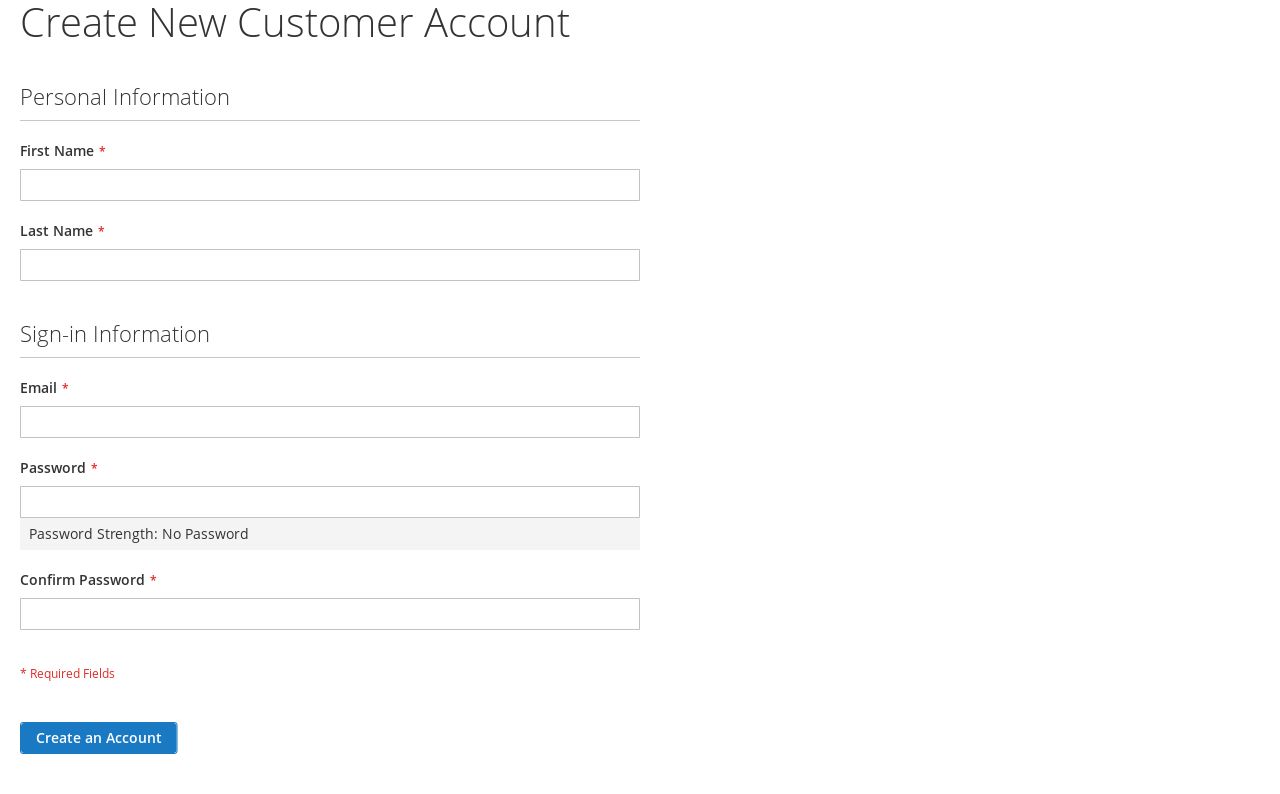 Create New Customer Account
Personal Information
First Name *
Last Name *
Sign-in Information
Email *
Password *
Password Strength: No Password
Confirm Password *
* Required Fields
Create an Account